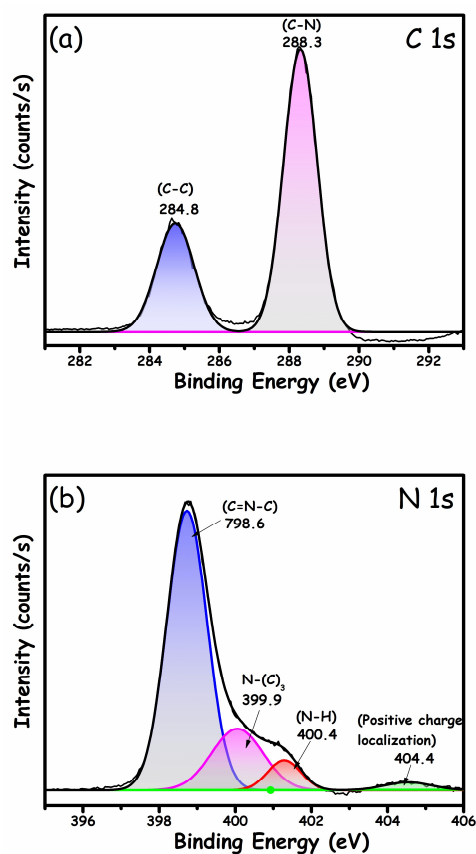 (a)
C 1s
(C-N)
288.3
(C-C)
284.8
Intensity (counts/s)
282 284 286 288 290 292
Binding Energy (eV)
(b)
N 1s
(C=N-C)
798.6
N-(C)3
399.9
(N-H)
400.4
(Positive charge
localization)
404.4
Intensity (counts/s)
396 398 400 402 404 406
Binding Energy (eV)